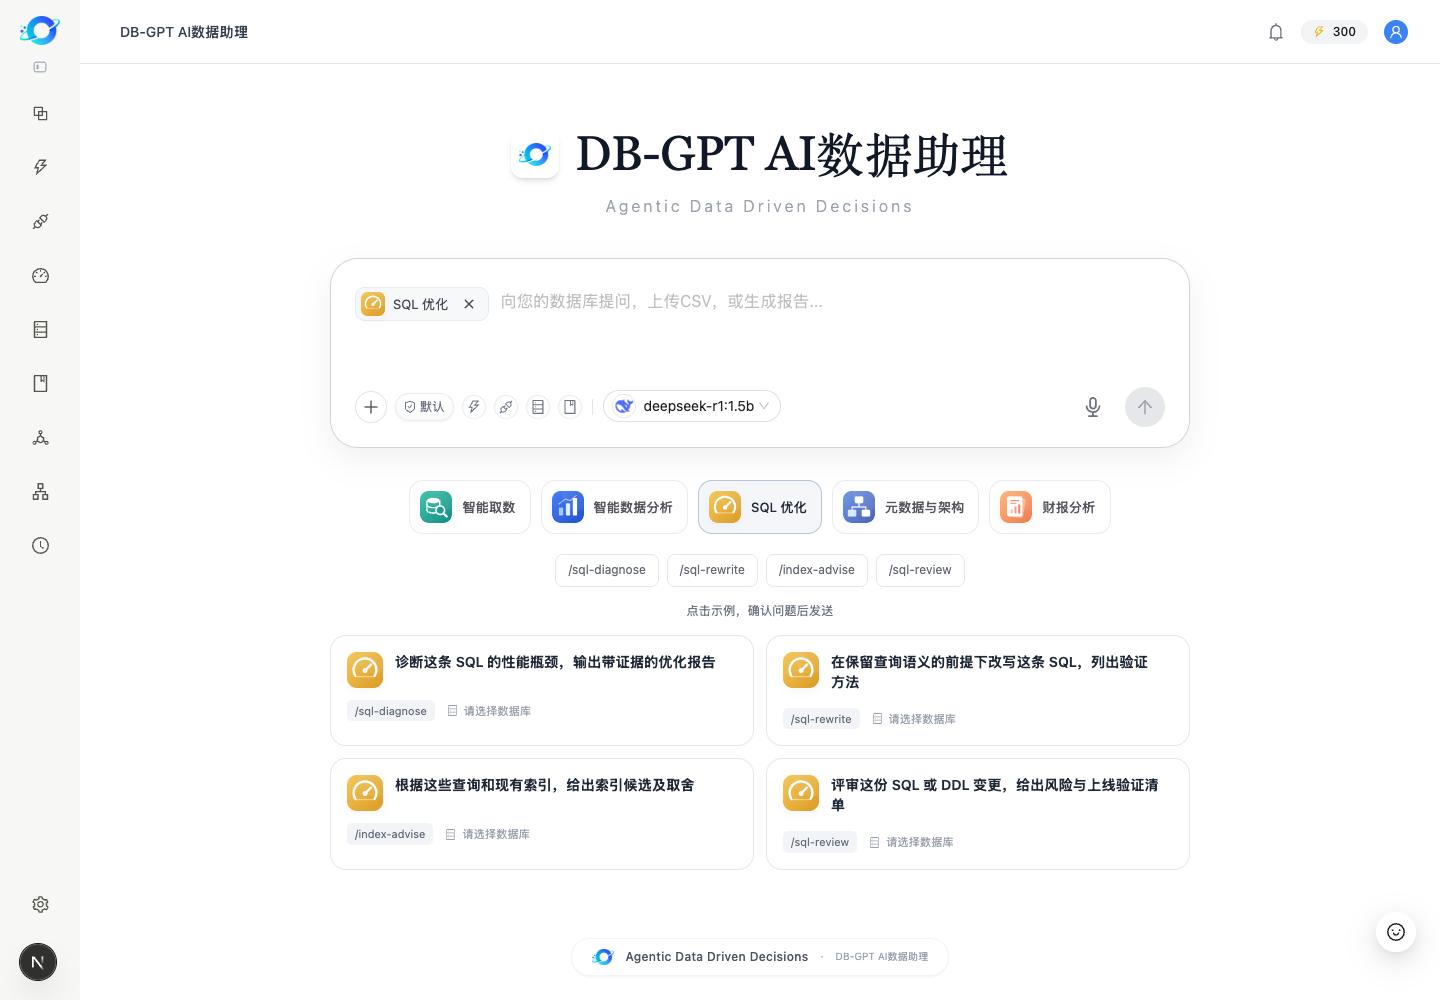 DB-GPT AI数据助理
300
DB-GPT AI数据助理
Agentic Data Driven Decisions
SQL 优化
向您的数据库提问，上传CSV，或生成报告...
默认
deepseek-r1:1.5b
智能取数
智能数据分析
SQL 优化
元数据与架构
财报分析
/sql-diagnose
/sql-rewrite
/index-advise
/sql-review
点击示例，确认问题后发送
诊断这条 SQL 的性能瓶颈，输出带证据的优化报告
/sql-diagnose
请选择数据库
在保留查询语义的前提下改写这条 SQL，列出验证
方法
/sql-rewrite
请选择数据库
根据这些查询和现有索引，给出索引候选及取舍
/index-advise
请选择数据库
评审这份 SQL 或 DDL 变更，给出风险与上线验证清
单
/sql-review
请选择数据库
N
Agentic Data Driven Decisions · DB-GPT AI数据助理